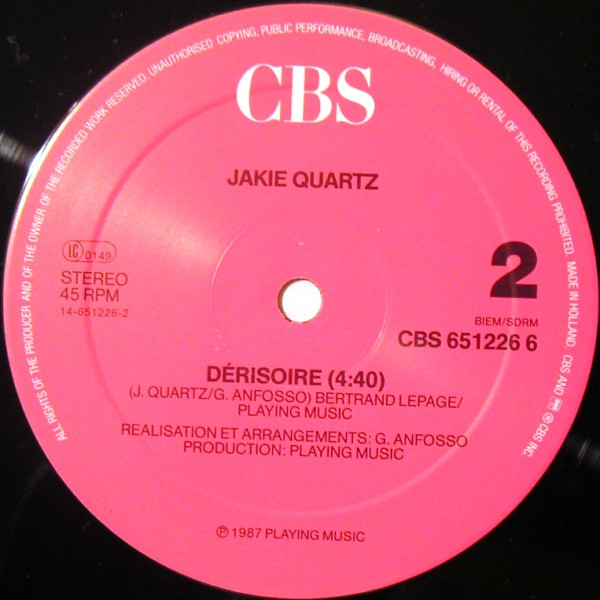 ALL RIGHTS OF THE PRODUCER AND OF THE OWNER OF THE RECORDED WORK RESERVED. UNAUTHORISED COPYING, PUBLIC PERFORMANCE, BROADCASTING, HIRING OR RENTAL OF THIS RECORDING PROHIBITED. MADE IN HOLLAND. CBS AND ® CBS INC.
CBS
JAKIE QUARTZ
LC 0149
STEREO
45 RPM
14-651226-2
2
BIEM/SDRM
CBS 651226 6
DÉRISOIRE (4:40)
(J. QUARTZ/G. ANFOSSO) BERTRAND LEPAGE/
PLAYING MUSIC
REALISATION ET ARRANGEMENTS: G. ANFOSSO
PRODUCTION: PLAYING MUSIC
℗ 1987 PLAYING MUSIC